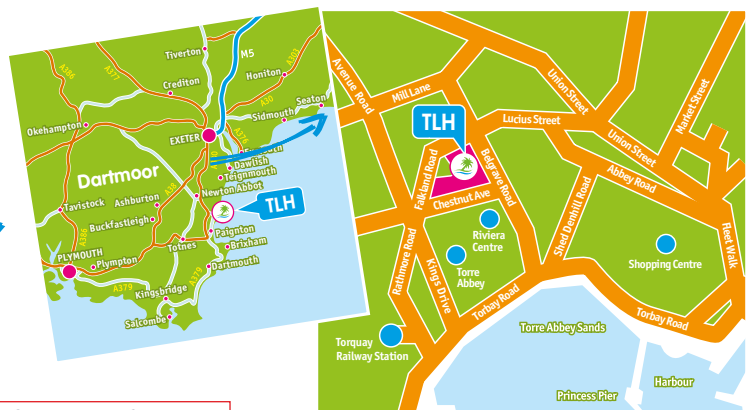 Tiverton
M5
A386
A377
A303
Honiton
Crediton
A30
Seaton
Sidmouth
Okehampton
EXETER
A376
Dawlish
Teignmouth
Dartmoor
Newton Abbot
Ashburton
A38
Tavistock
TLH
Buckfastleigh
Paignton
A386
PLYMOUTH
Totnes
Brixham
Plympton
Dartmouth
A379
A379
Kingsbridge
Salcombe
Avenue Road
Mill Lane
Union Street
Market Street
Lucius Street
TLH
Union Street
Falkland Road
Belgrave Road
Abbey Road
Chestnut Ave
Shed Denhill Road
Fleet Walk
Riviera
Centre
Rathmore Road
Kings Drive
Torre
Abbey
Shopping Centre
Torbay Road
Torbay Road
Torre Abbey Sands
Torquay
Railway Station
Harbour
Princess Pier